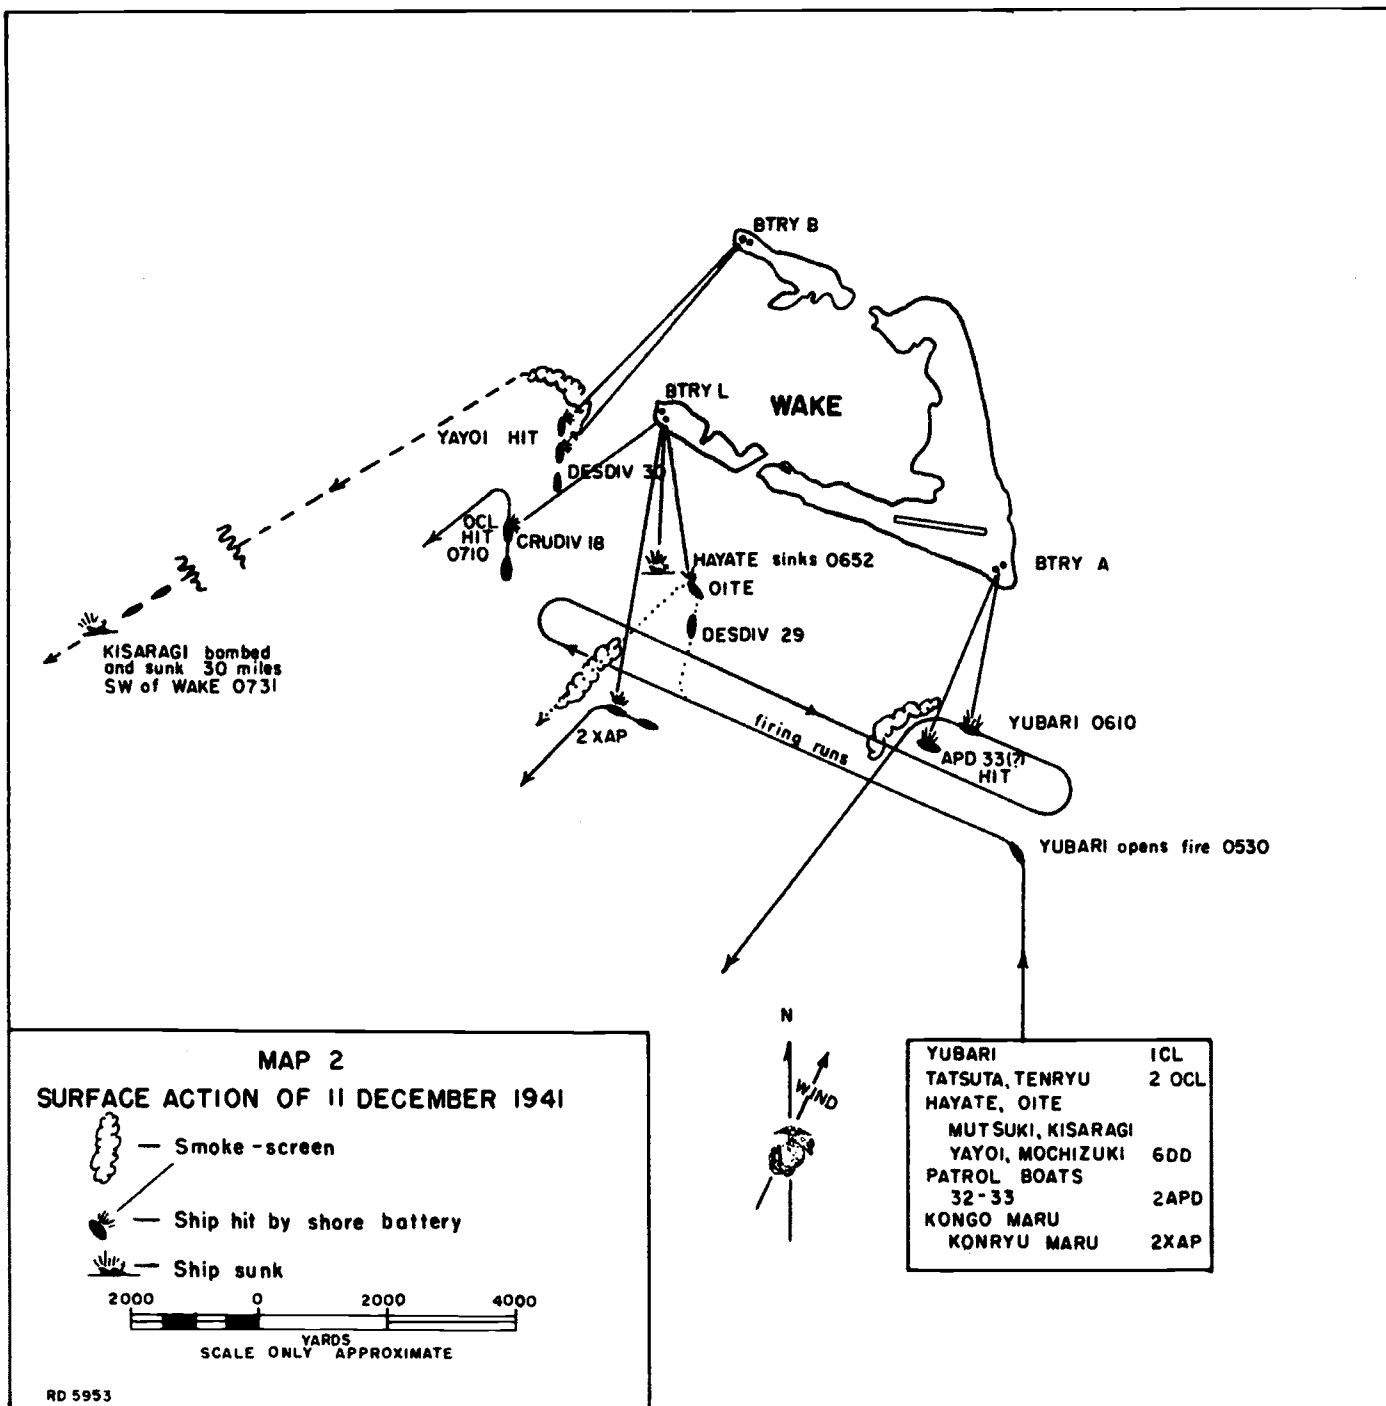 BTRY B
BTRY L
WAKE
YAYOI HIT
DESDIV 30
OCL
HIT
0710
CRUDIV 18
HAYATE sinks 0652
OITE
BTRY A
DESDIV 29
KISARAGI bombed
and sunk 30 miles
SW of WAKE 0731
2 XAP
firing runs
YUBARI 0610
APD 33(?)
HIT
YUBARI opens fire 0530
N
WIND
MAP 2
SURFACE ACTION OF 11 DECEMBER 1941
— Smoke-screen
— Ship hit by shore battery
— Ship sunk
2000 0 2000 4000
YARDS
SCALE ONLY APPROXIMATE
RD 5953
YUBARI 1CL
TATSUTA, TENRYU 2 OCL
HAYATE, OITE
MUTSUKI, KISARAGI
YAYOI, MOCHIZUKI 6DD
PATROL BOATS
32-33 2APD
KONGO MARU
KONRYU MARU 2XAP